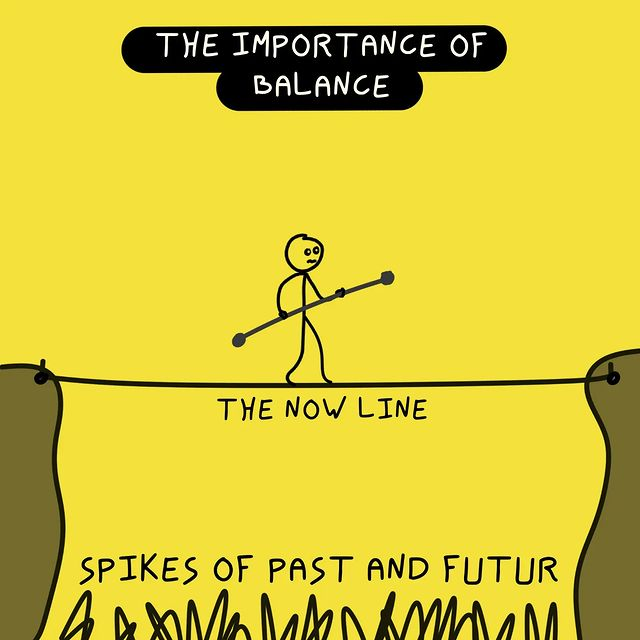 THE IMPORTANCE OF
BALANCE
THE NOW LINE
SPIKES OF PAST AND FUTUR